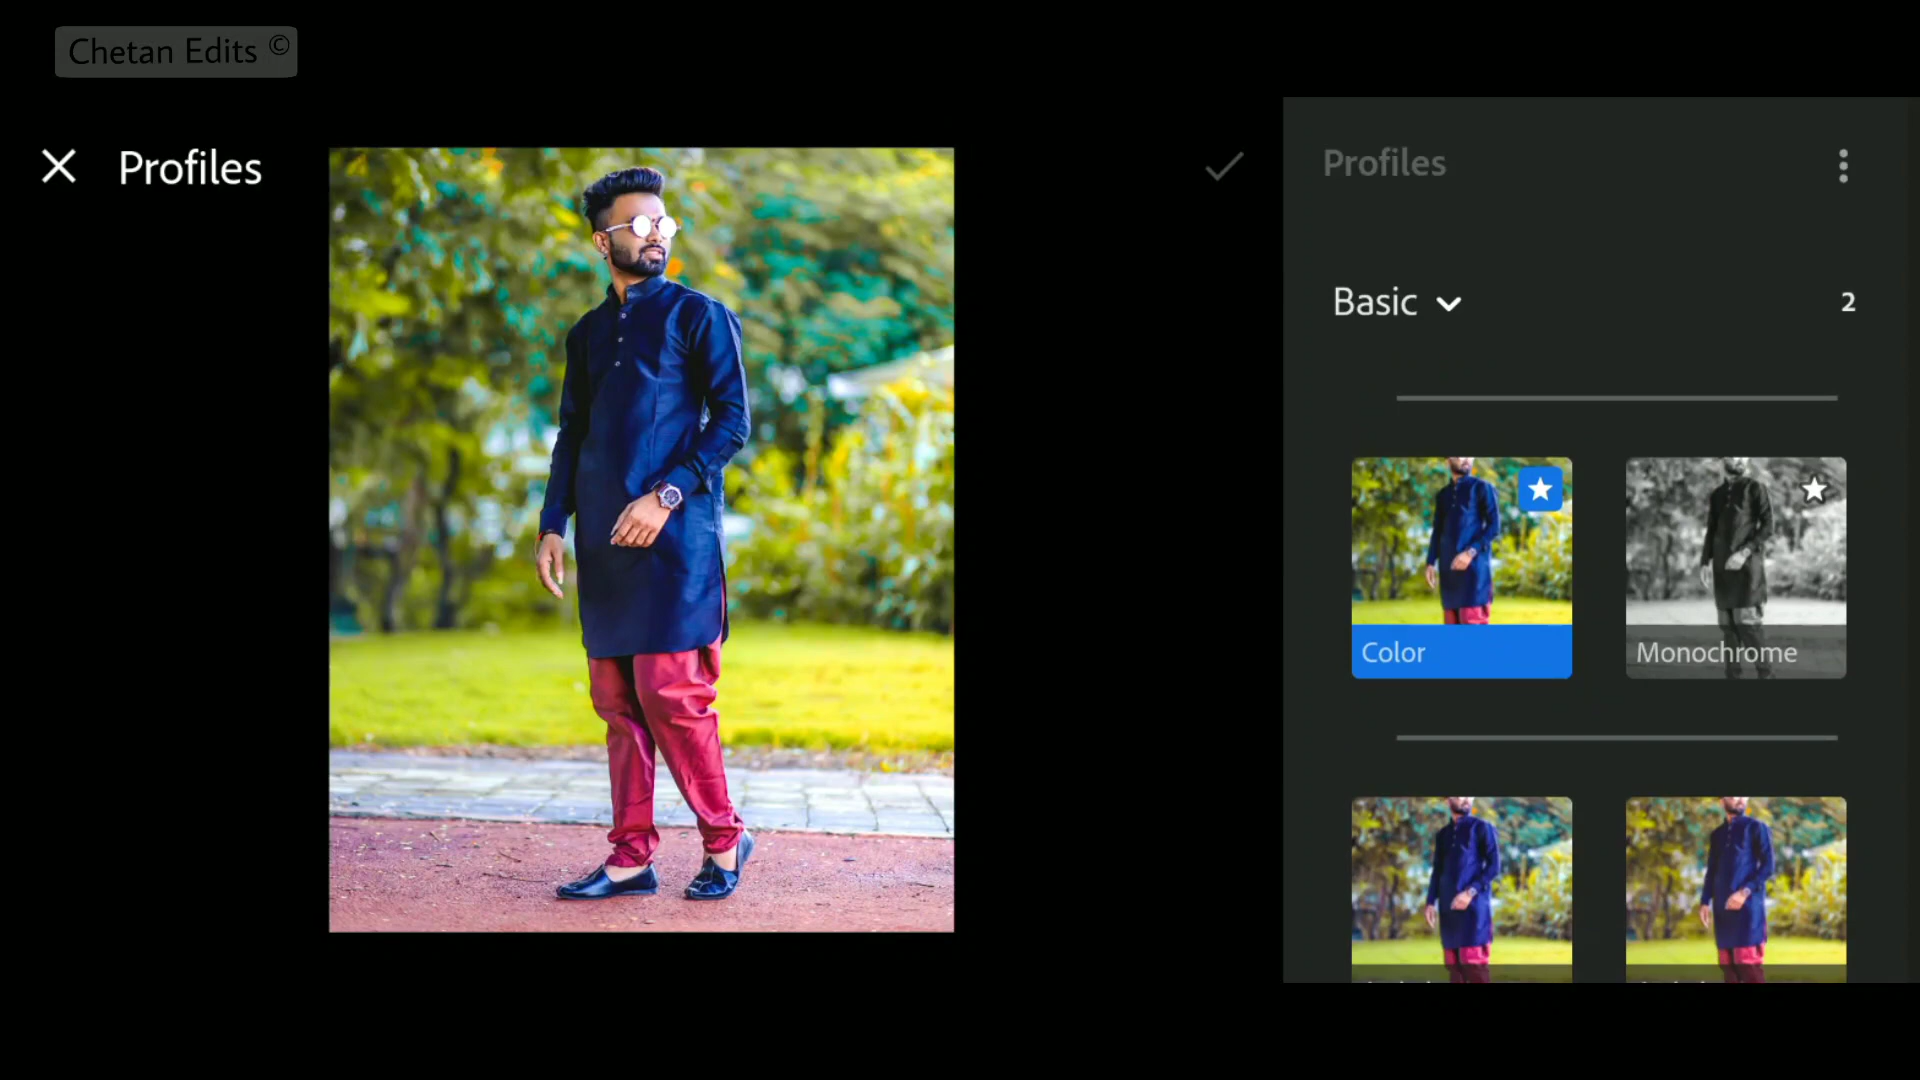 Chetan Edits ©
Profiles
Profiles
Basic
2
Color
Monochrome